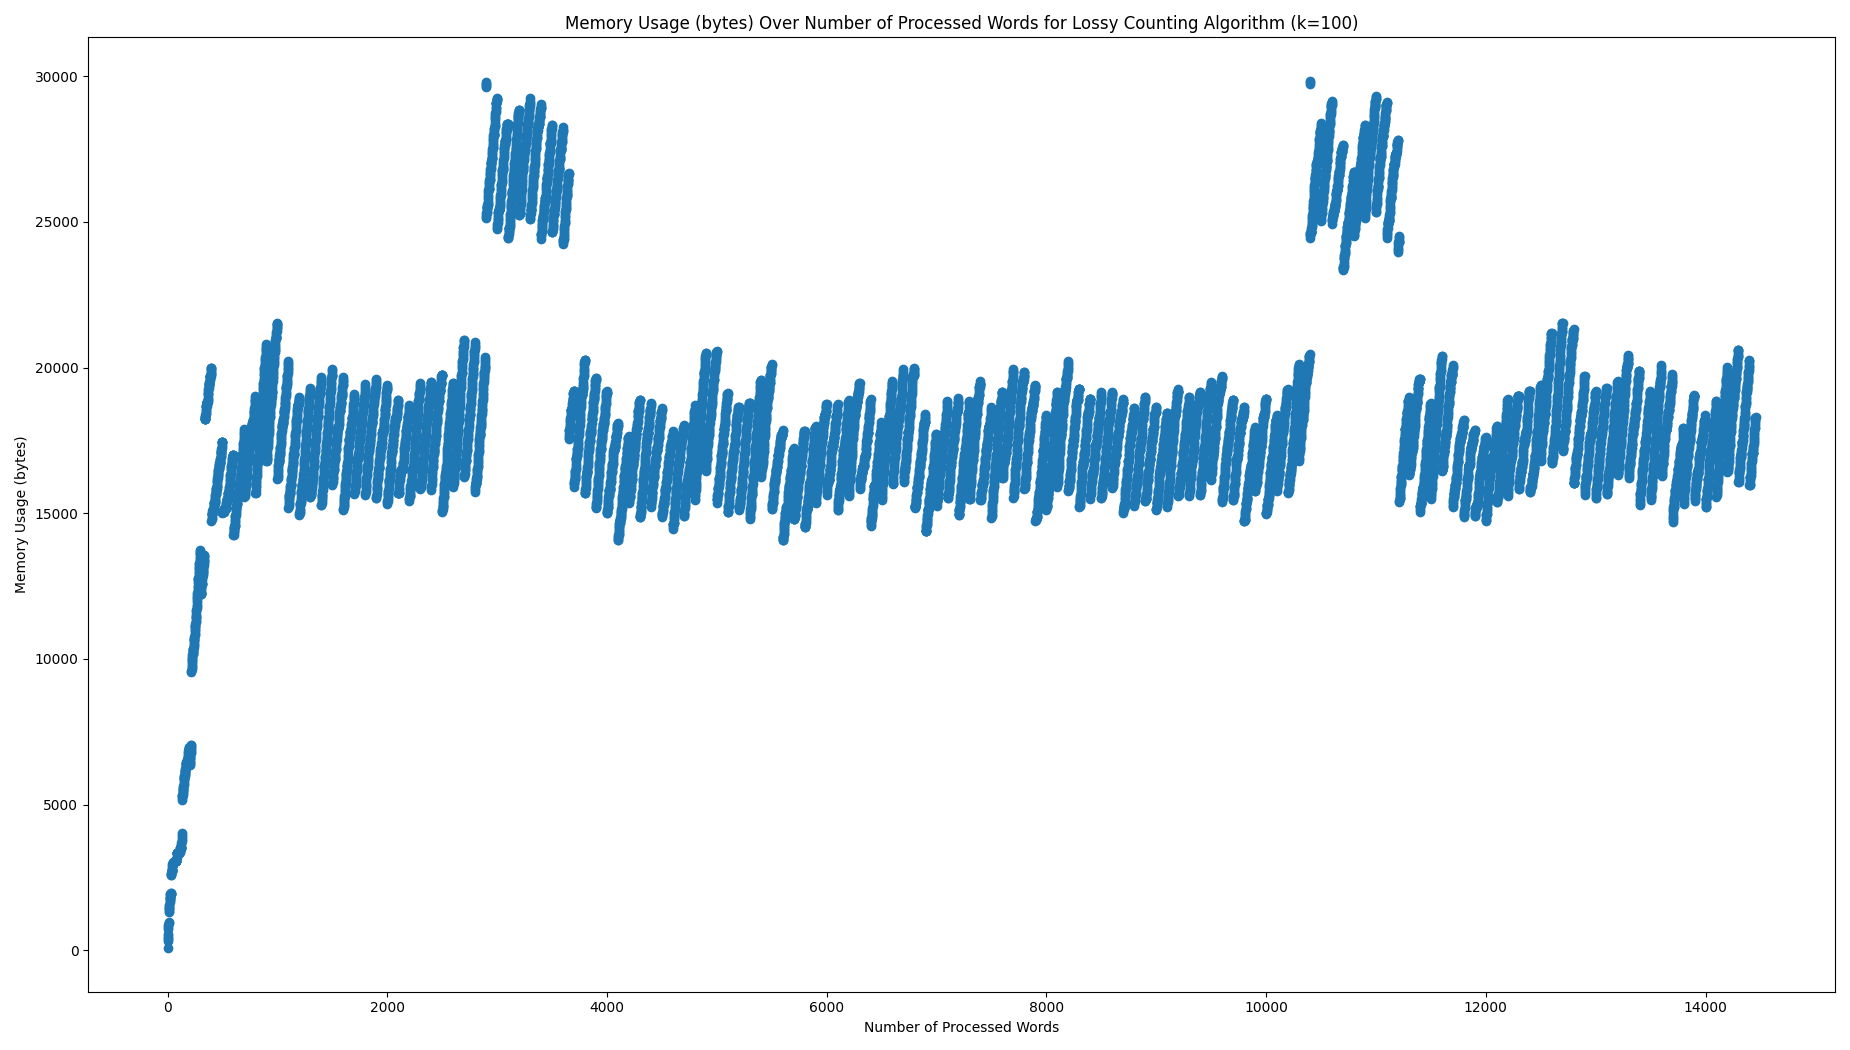 Memory Usage (bytes) Over Number of Processed Words for Lossy Counting Algorithm (k=100)
30000
25000
20000
15000
10000
5000
0
Memory Usage (bytes)
0 2000 4000 6000 8000 10000 12000 14000
Number of Processed Words